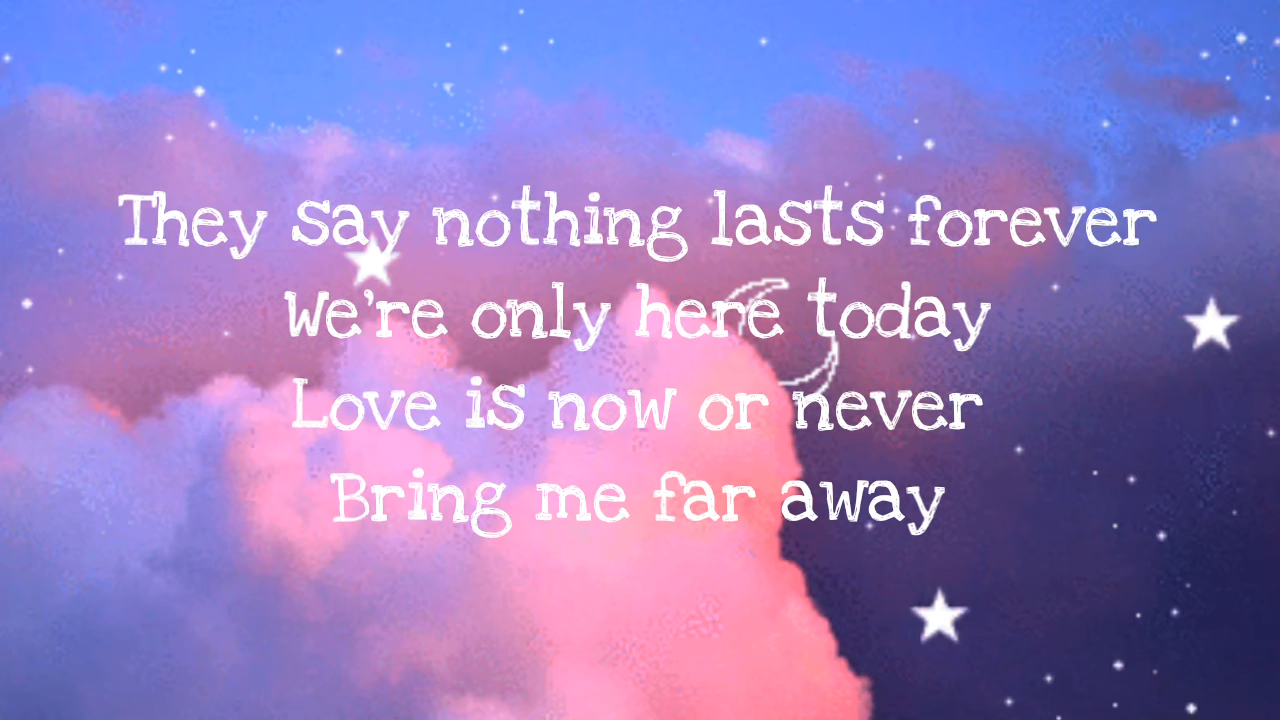 They say nothing lasts forever
We're only here today
Love is now or never
Bring me far away